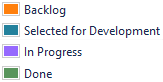 Backlog
Selected for Development
In Progress
Done